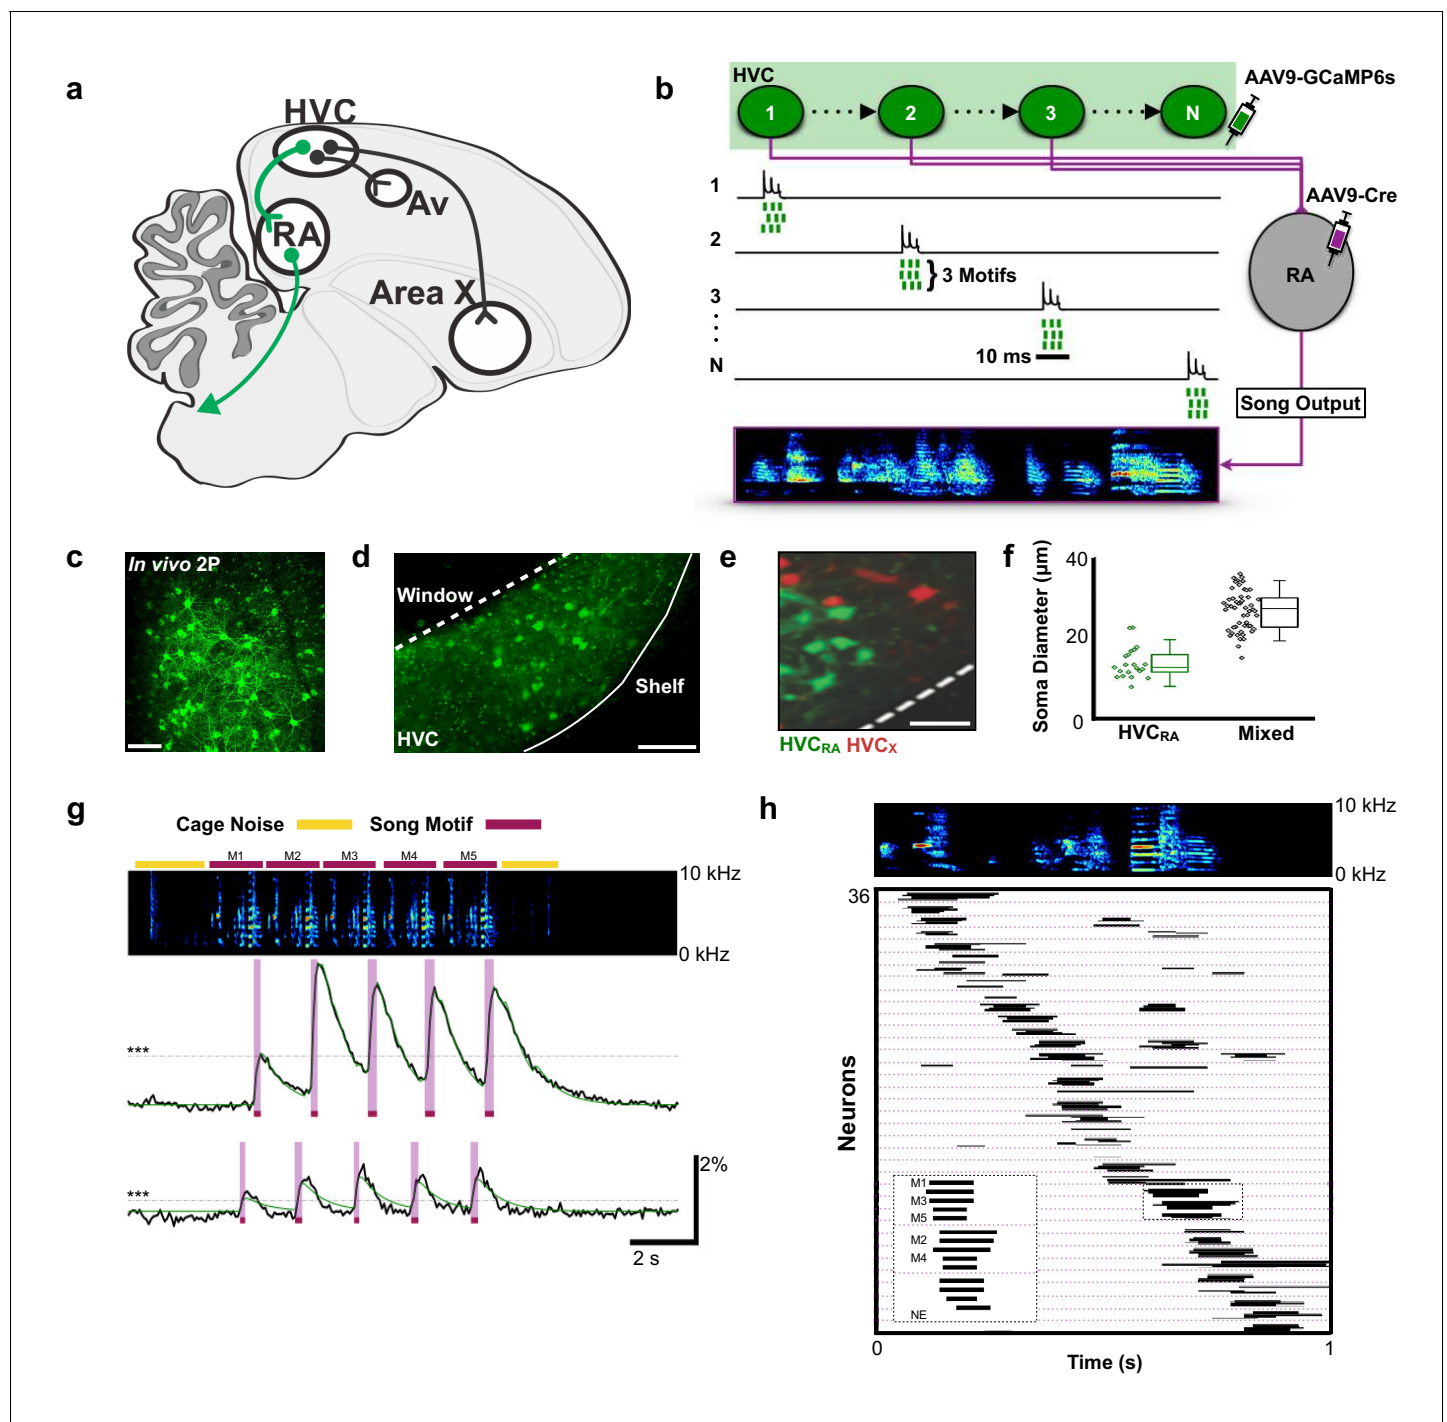 a
HVC
Av
RA
Area X
b
HVC
AAV9-GCaMP6s
1
2
3
N
AAV9-Cre
1
2
3 Motifs
3
RA
10 ms
N
Song Output
c
In vivo 2P
d
Window
Shelf
HVC
e
HVCRA HVCX
f
Soma Diameter (µm)
40
20
0
HVCRA
Mixed
g
Cage Noise
Song Motif
M1
M2
M3
M4
M5
10 kHz
0 kHz
***
***
2%
2 s
h
10 kHz
0 kHz
36
Neurons
M1
M3
M5
M2
M4
NE
0
1
Time (s)